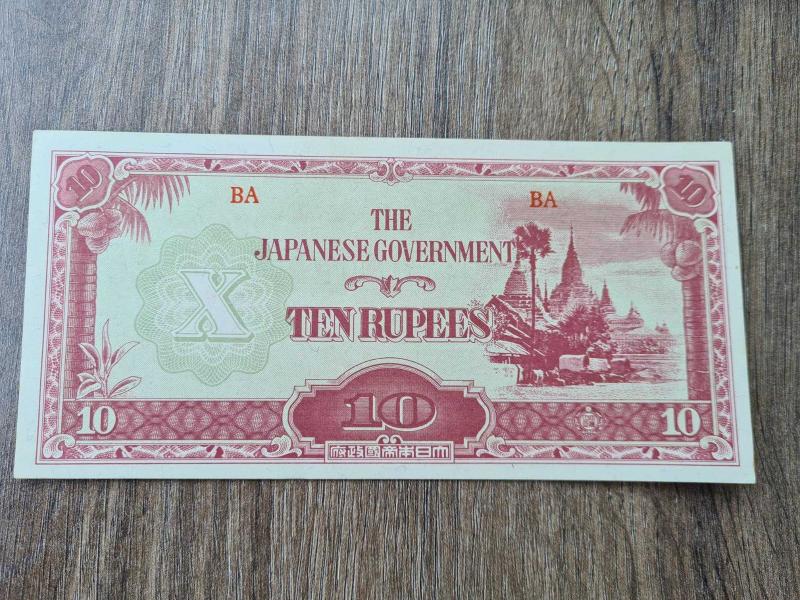 10 10
BA BA
THE
JAPANESE GOVERNMENT
X
TEN RUPEES
10 10 10
府政國帝本日大